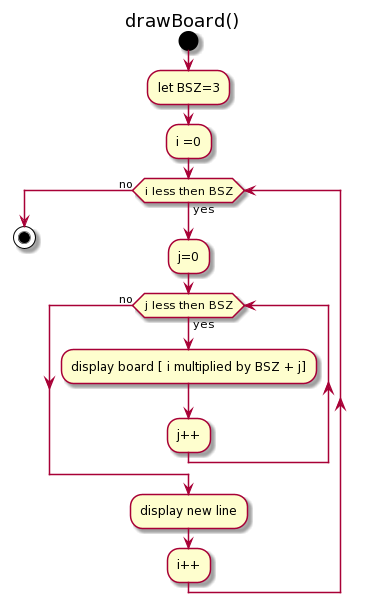 drawBoard()
let BSZ=3
i =0
no
i less then BSZ
yes
j=0
no
j less then BSZ
yes
display board [ i multiplied by BSZ + j]
j++
display new line
i++